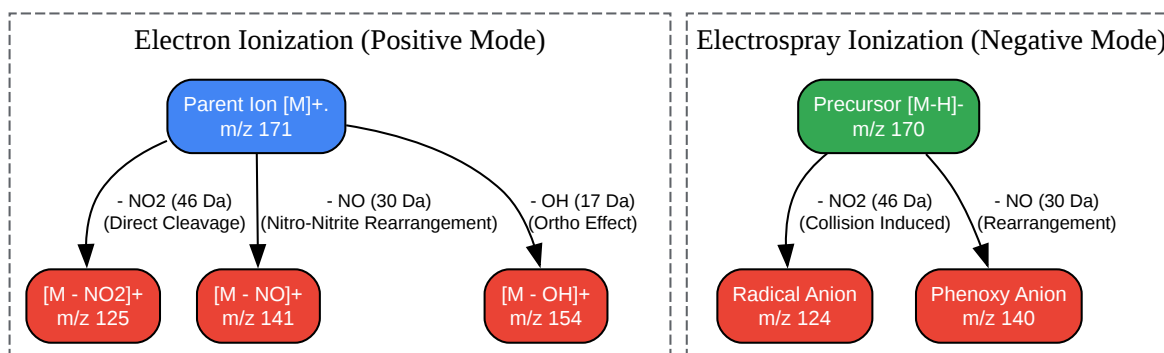 Electron Ionization (Positive Mode)
Parent Ion [M]+.
m/z 171
- NO2 (46 Da)
(Direct Cleavage)
- NO (30 Da)
(Nitro-Nitrite Rearrangement)
- OH (17 Da)
(Ortho Effect)
[M - NO2]+
m/z 125
[M - NO]+
m/z 141
[M - OH]+
m/z 154
Electrospray Ionization (Negative Mode)
Precursor [M-H]-
m/z 170
- NO2 (46 Da)
(Collision Induced)
- NO (30 Da)
(Rearrangement)
Radical Anion
m/z 124
Phenoxy Anion
m/z 140